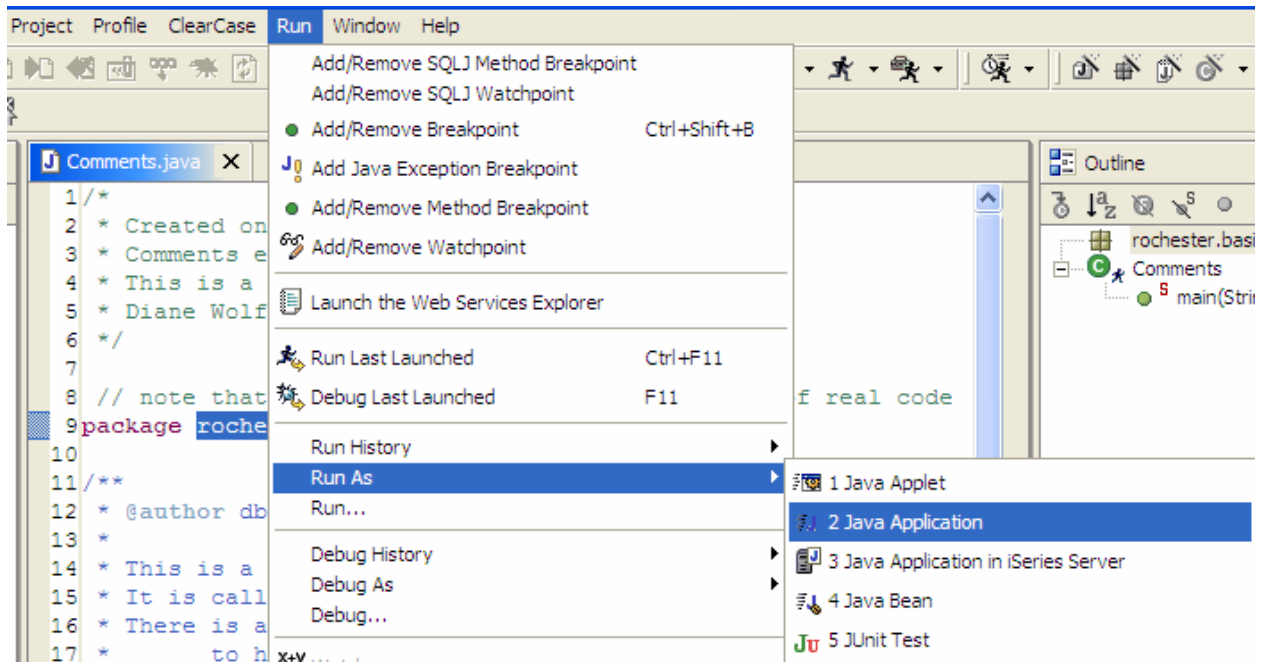 Project Profile ClearCase Run Window Help
Add/Remove SQLJ Method Breakpoint
Add/Remove SQLJ Watchpoint
Add/Remove Breakpoint Ctrl+Shift+B
Add Java Exception Breakpoint
Add/Remove Method Breakpoint
Add/Remove Watchpoint
Launch the Web Services Explorer
Run Last Launched Ctrl+F11
Debug Last Launched F11
Run History
Run As
Run...
Debug History
Debug As
Debug...
1 Java Applet
2 Java Application
3 Java Application in iSeries Server
4 Java Bean
5 JUnit Test
Comments.java
1 /*
2 * Created on
3 * Comments e
4 * This is a
5 * Diane Wolf
6 */
7
8 // note that f real code
9 package roche
10
11 /**
12 * @author db
13 *
14 * This is a
15 * It is call
16 * There is a
17 * to h
Outline
rochester.basi
Comments
main(Stri